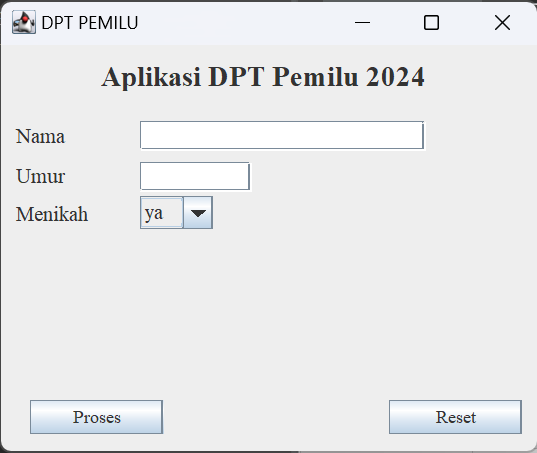 DPT PEMILU
Aplikasi DPT Pemilu 2024
Nama
Umur
Menikah ya
Proses Reset